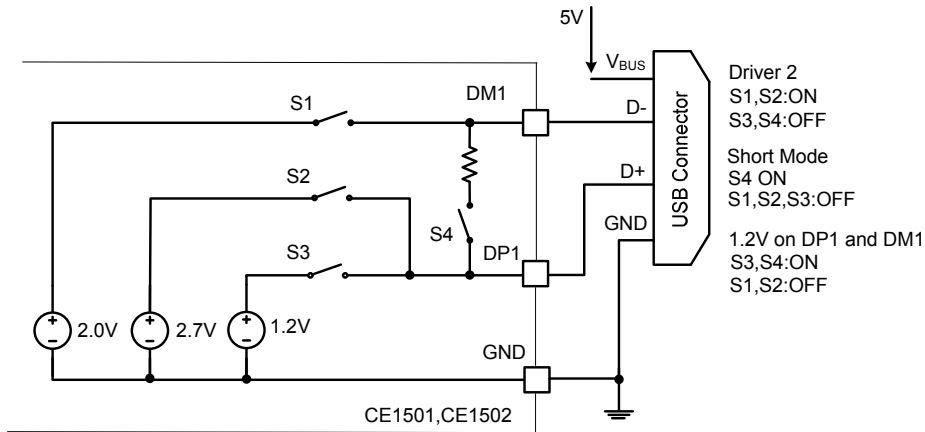 5V
VBUS
DM1
S1
D-
S2
D+
S4
DP1
GND
S3
USB Connector
2.0V
2.7V
1.2V
GND
CE1501,CE1502
Driver 2
S1,S2:ON
S3,S4:OFF
Short Mode
S4 ON
S1,S2,S3:OFF
1.2V on DP1 and DM1
S3,S4:ON
S1,S2:OFF